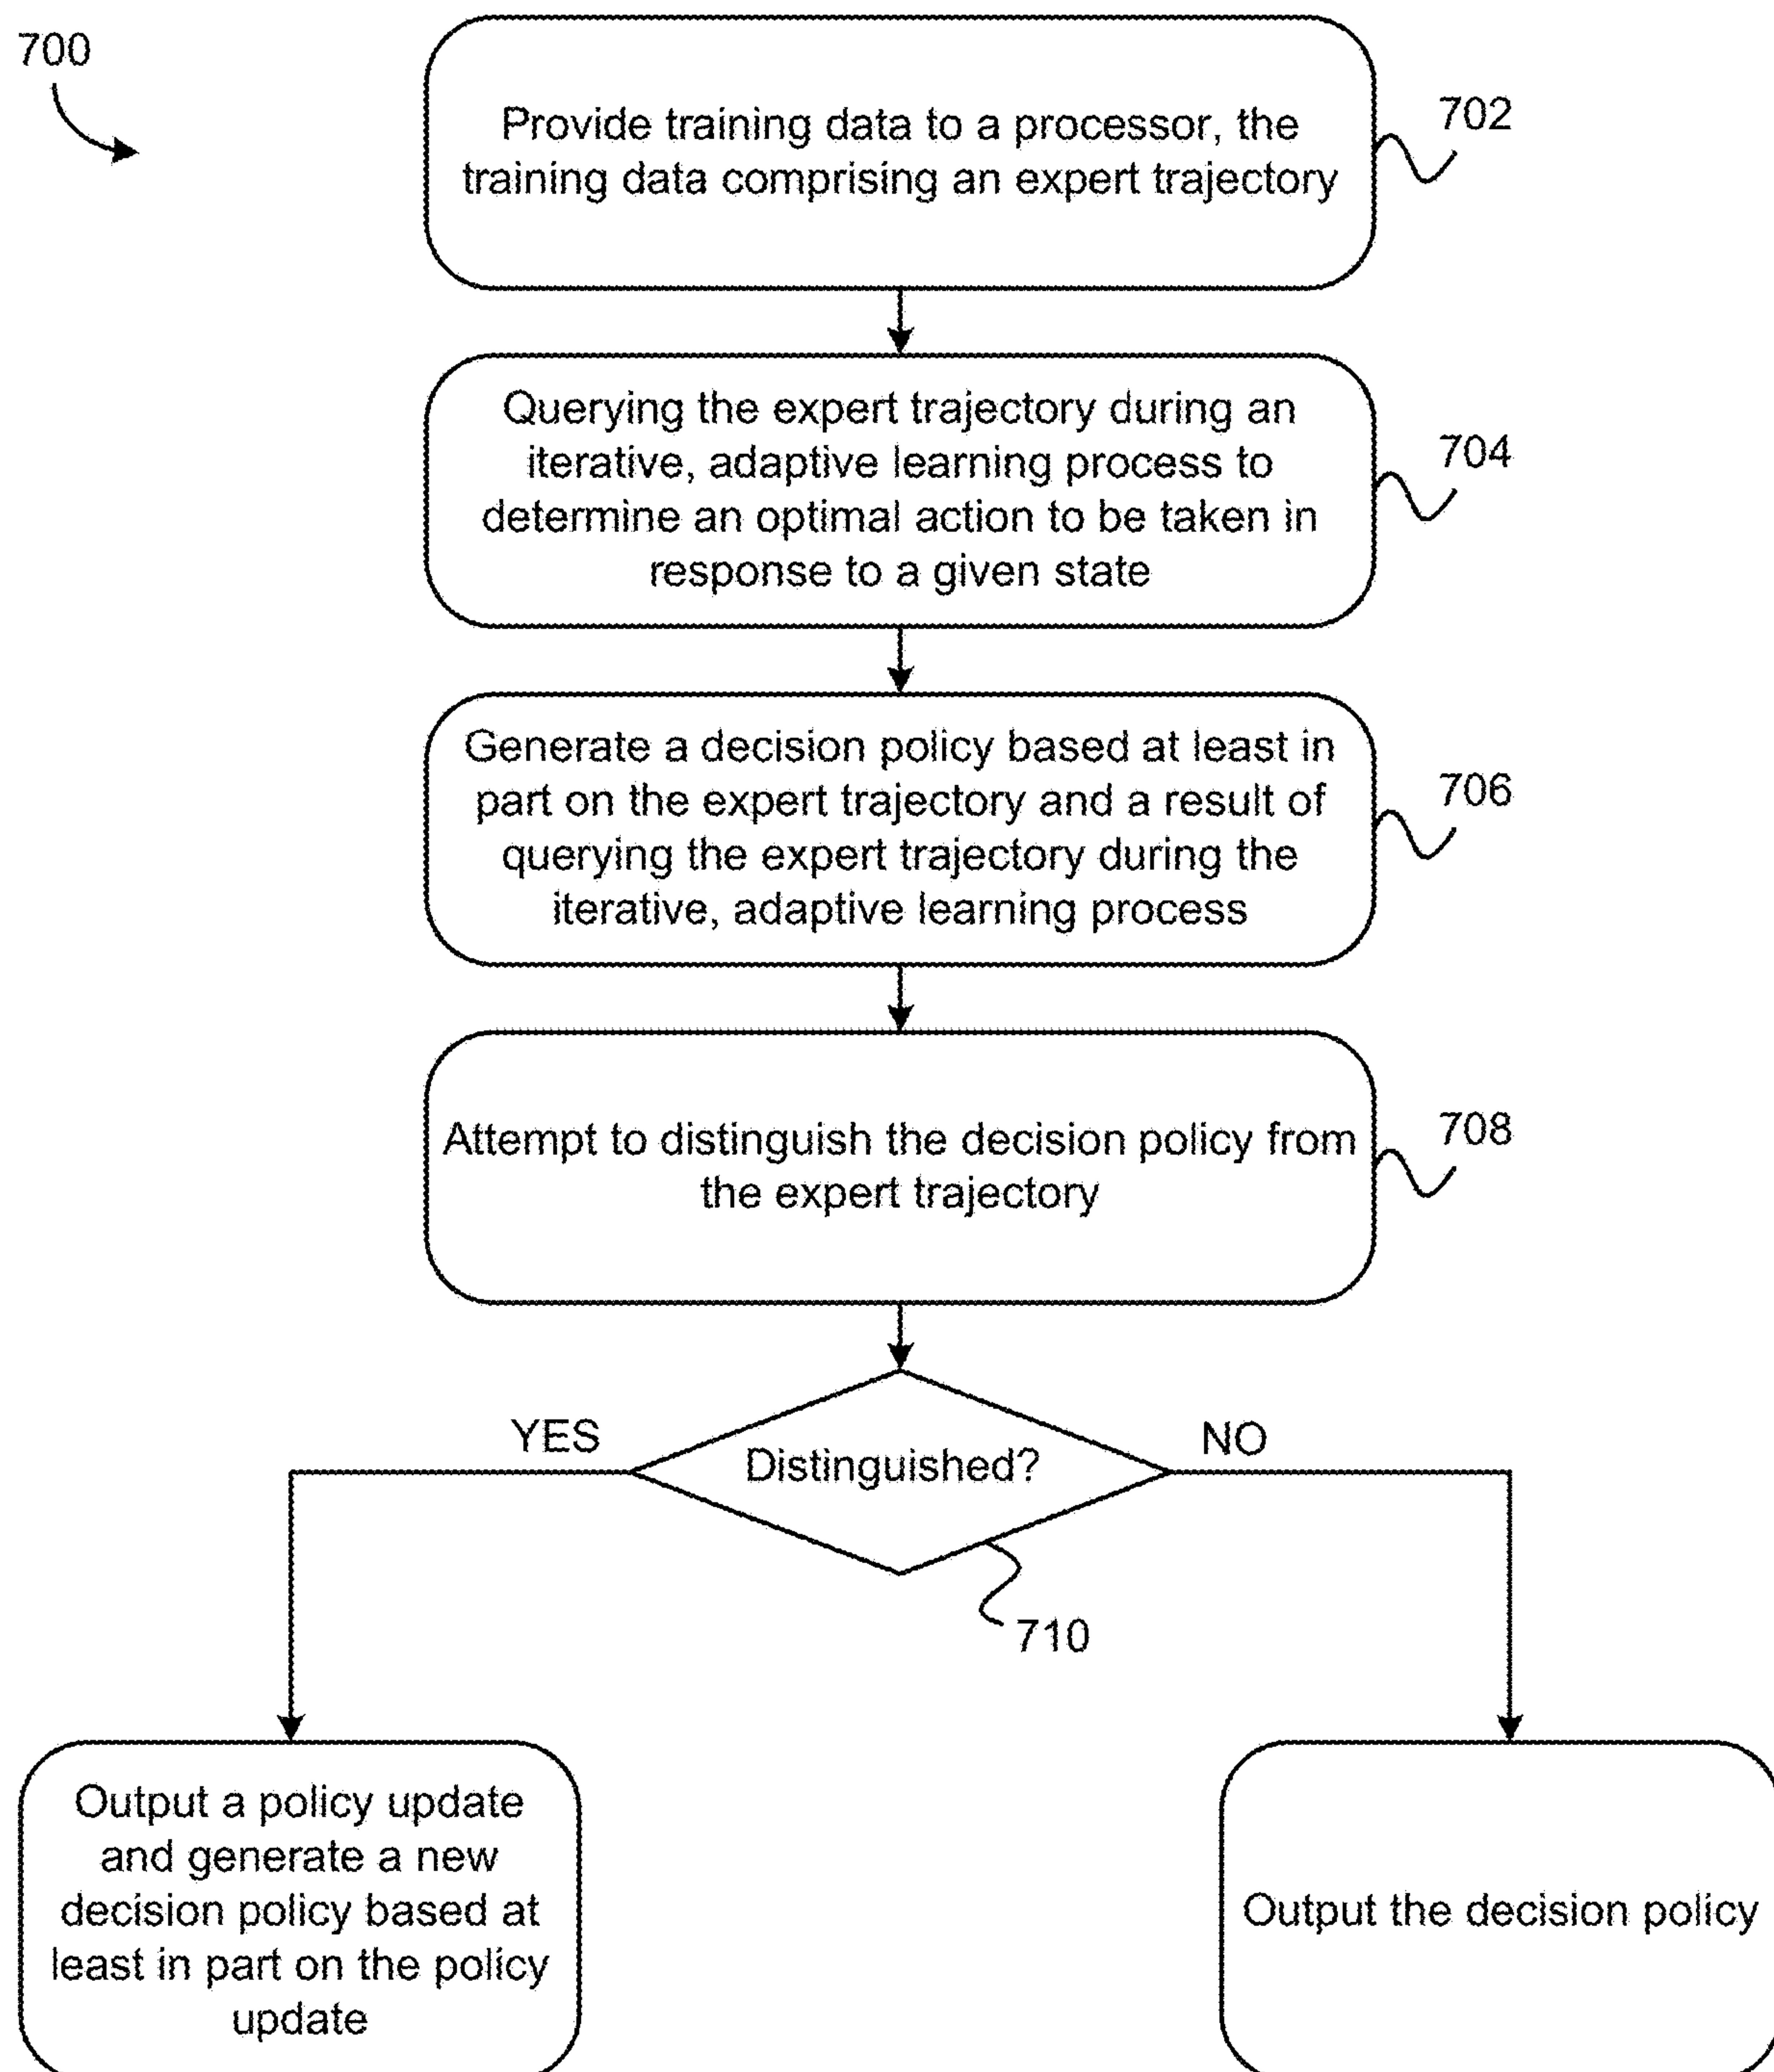 700
Provide training data to a processor, the
training data comprising an expert trajectory
702
Querying the expert trajectory during an
iterative, adaptive learning process to
determine an optimal action to be taken in
response to a given state
704
Generate a decision policy based at least in
part on the expert trajectory and a result of
querying the expert trajectory during the
iterative, adaptive learning process
706
Attempt to distinguish the decision policy from
the expert trajectory
708
YES
Distinguished?
NO
710
Output a policy update
and generate a new
decision policy based at
least in part on the policy
update
Output the decision policy